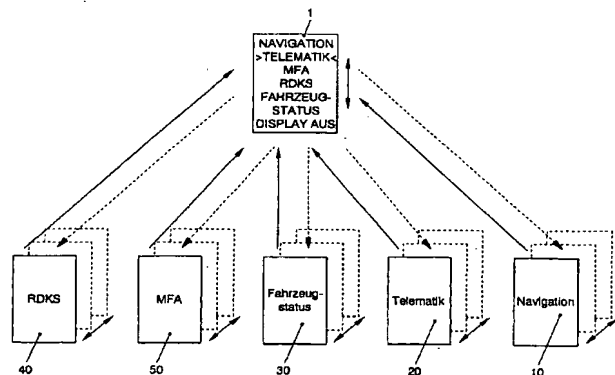 1
NAVIGATION
>TELEMATIK<
MFA
RDKS
FAHRZEUG-
STATUS
DISPLAY AUS
RDKS
MFA
Fahrzeug-
status
Telematik
Navigation
40
50
30
20
10